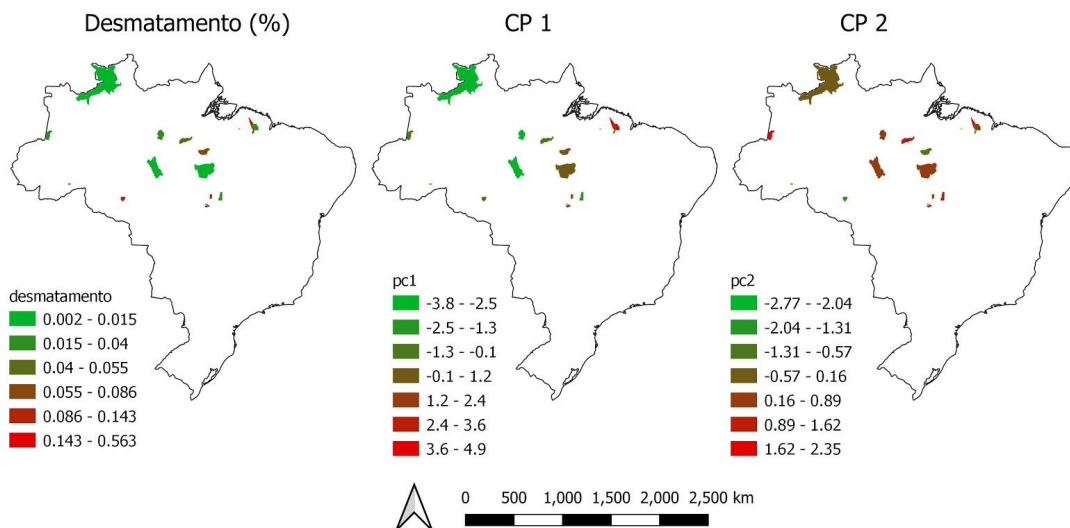 Desmatamento (%)
CP 1
CP 2
desmatamento
0.002 - 0.015
0.015 - 0.04
0.04 - 0.055
0.055 - 0.086
0.086 - 0.143
0.143 - 0.563
pc1
-3.8 - -2.5
-2.5 - -1.3
-1.3 - -0.1
-0.1 - 1.2
1.2 - 2.4
2.4 - 3.6
3.6 - 4.9
pc2
-2.77 - -2.04
-2.04 - -1.31
-1.31 - -0.57
-0.57 - 0.16
0.16 - 0.89
0.89 - 1.62
1.62 - 2.35
0 500 1,000 1,500 2,000 2,500 km